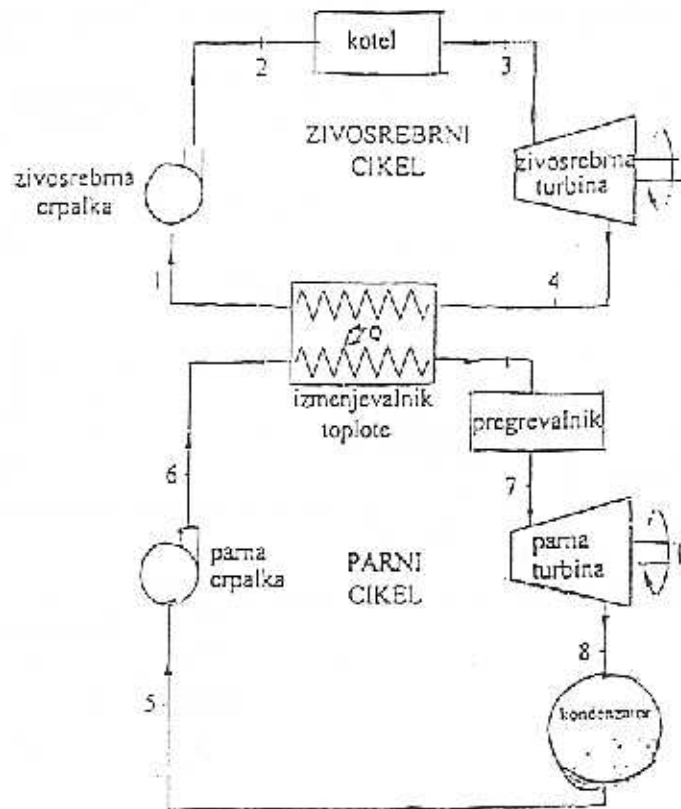 kotel
2
3
ZIVOSREBRNI
CIKEL
zivosrebrna
crpalka
zivosrebrna
turbina
1
4
Q
izmenjevalnik
toplote
pregrevalnik
6
7
parna
crpalka
PARNI
CIKEL
parna
turbina
8
5
kondenzator